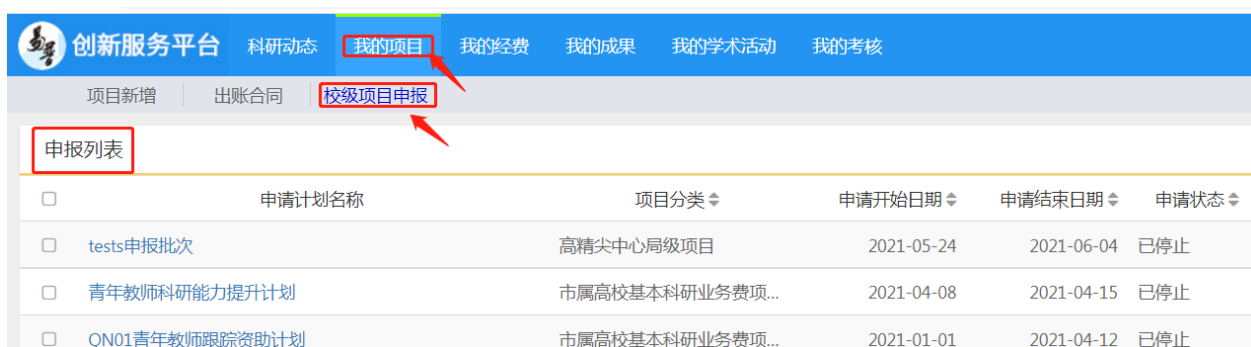 创新服务平台 科研动态 我的项目 我的经费 我的成果 我的学术活动 我的考核
项目新增 出账合同 校级项目申报
申报列表
申请计划名称 项目分类 申请开始日期 申请结束日期 申请状态
tests申报批次 高精尖中心局级项目 2021-05-24 2021-06-04 已停止
青年教师科研能力提升计划 市属高校基本科研业务费项... 2021-04-08 2021-04-15 已停止
QN01青年教师跟踪资助计划 市属高校基本科研业务费项... 2021-01-01 2021-04-12 已停止